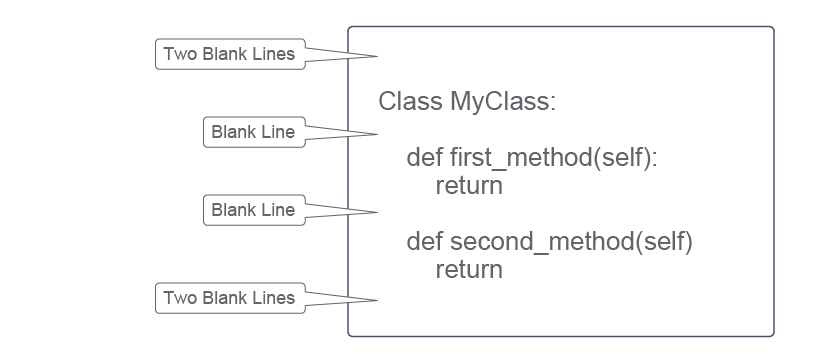 Two Blank Lines
Class MyClass:
Blank Line
def first_method(self):
return
Blank Line
def second_method(self)
return
Two Blank Lines